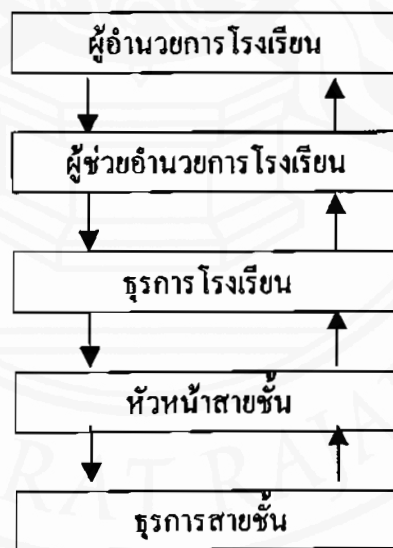 ผู้อำนวยการโรงเรียน
ผู้ช่วยอำนวยการโรงเรียน
ธุรการโรงเรียน
หัวหน้าสายชั้น
ธุรการสายชั้น